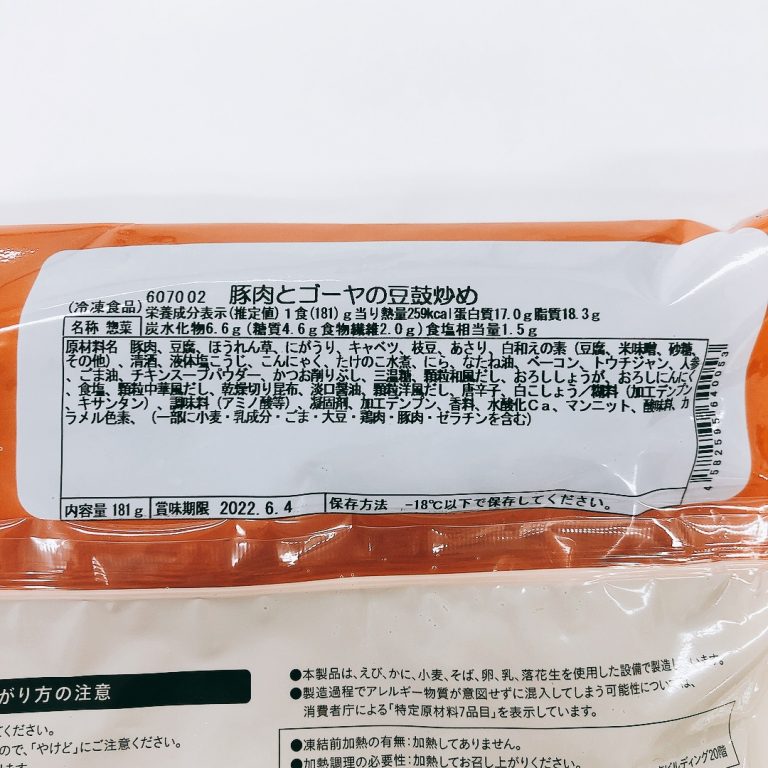 (冷凍食品) 607002 豚肉とゴーヤの豆鼓炒め
栄養成分表示(推定値) 1食(181)g当り熱量259kcal蛋白質17.0g脂質18.3g
名称 惣菜 炭水化物6.6g(糖質4.6g食物繊維2.0g)食塩相当量1.5g
原材料名 豚肉、豆腐、ほうれん草、にがうり、キャベツ、枝豆、あさり、白和えの素(豆腐、米味噌、砂糖、
その他)、清酒、液体塩こうじ、こんにゃく、たけのこ水煮、にら、なたね油、ベーコン、トウチジャン、人参
、ごま油、チキンスープパウダー、かつお削りぶし、三温糖、顆粒和風だし、おろししょうが、おろしにんにく
、食塩、顆粒中華風だし、乾燥切り昆布、淡口醤油、顆粒洋風だし、唐辛子、白こしょう/糊料(加工デンプン
、キサンタン)、調味料(アミノ酸等)、凝固剤、加工デンプン、香料、水酸化Ca、マンニット、酸味料、カ
ラメル色素、(一部に小麦・乳成分・ごま・大豆・鶏肉・豚肉・ゼラチンを含む)
内容量 181g 賞味期限 2022.6.4 保存方法 -18℃以下で保存してください。
4582595640063
●本製品は、えび、かに、小麦、そば、卵、乳、落花生を使用した設備で製造しています。
●製造過程でアレルギー物質が意図せずに混入してしまう可能性については、
消費者庁による「特定原材料7品目」を表示しています。
がり方の注意
てください。
ので、「やけど」にご注意ください。
ます。
●凍結前加熱の有無:加熱してありません。
●加熱調理の必要性:加熱してお召し上がりください。
ビルディング20階